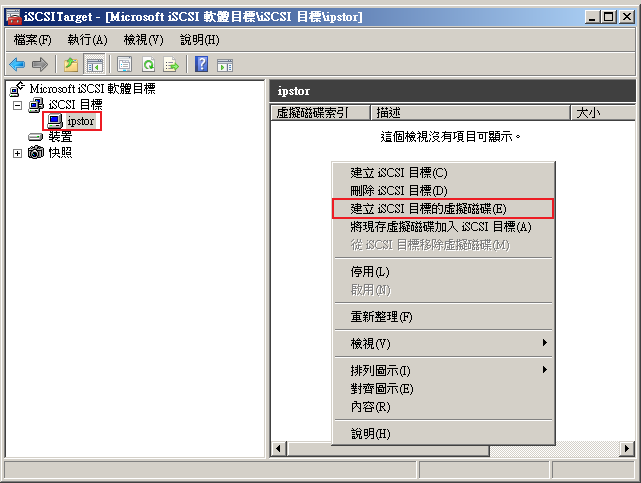 iSCSITarget - [Microsoft iSCSI 軟體目標\iSCSI 目標\ipstor]
檔案(F) 執行(A) 檢視(V) 說明(H)
Microsoft iSCSI 軟體目標
iSCSI 目標
ipstor
裝置
快照
ipstor
虛擬磁碟索引 描述 大小
這個檢視沒有項目可顯示。
建立 iSCSI 目標(C)
刪除 iSCSI 目標(D)
建立 iSCSI 目標的虛擬磁碟(E)
將現存虛擬磁碟加入 iSCSI 目標(A)
從 iSCSI 目標移除虛擬磁碟(M)
停用(L)
啟用(N)
重新整理(F)
檢視(V)
排列圖示(I)
對齊圖示(E)
內容(R)
說明(H)